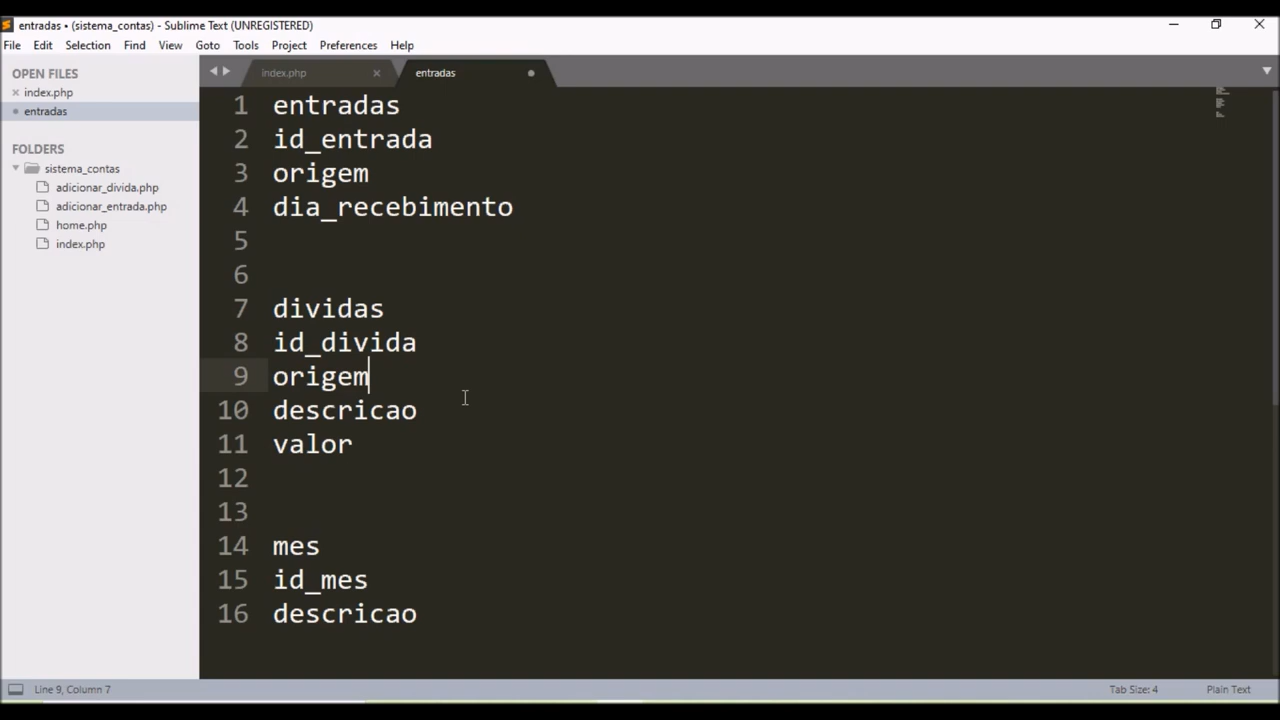 entradas • (sistema_contas) - Sublime Text (UNREGISTERED)
File Edit Selection Find View Goto Tools Project Preferences Help
OPEN FILES
index.php
entradas
FOLDERS
sistema_contas
adicionar_divida.php
adicionar_entrada.php
home.php
index.php
index.php
entradas
1 entradas
2 id_entrada
3 origem
4 dia_recebimento
5
6
7 dividas
8 id_divida
9 origem
10 descricao
11 valor
12
13
14 mes
15 id_mes
16 descricao
Line 9, Column 7
Tab Size: 4 Plain Text